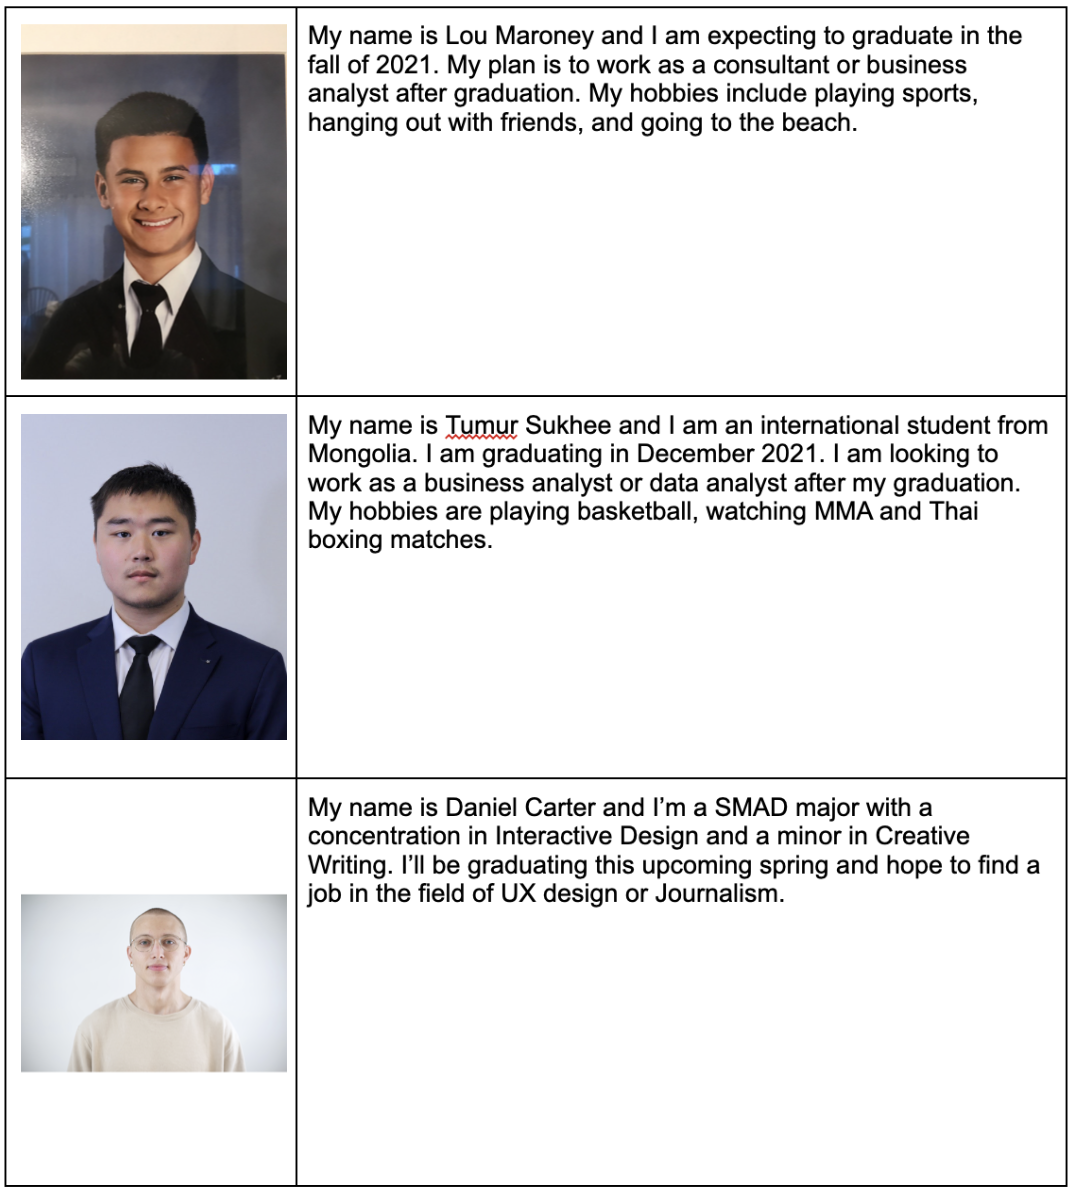 My name is Lou Maroney and I am expecting to graduate in the
fall of 2021. My plan is to work as a consultant or business
analyst after graduation. My hobbies include playing sports,
hanging out with friends, and going to the beach.
My name is Tumur Sukhee and I am an international student from
Mongolia. I am graduating in December 2021. I am looking to
work as a business analyst or data analyst after my graduation.
My hobbies are playing basketball, watching MMA and Thai
boxing matches.
My name is Daniel Carter and I’m a SMAD major with a
concentration in Interactive Design and a minor in Creative
Writing. I’ll be graduating this upcoming spring and hope to find a
job in the field of UX design or Journalism.